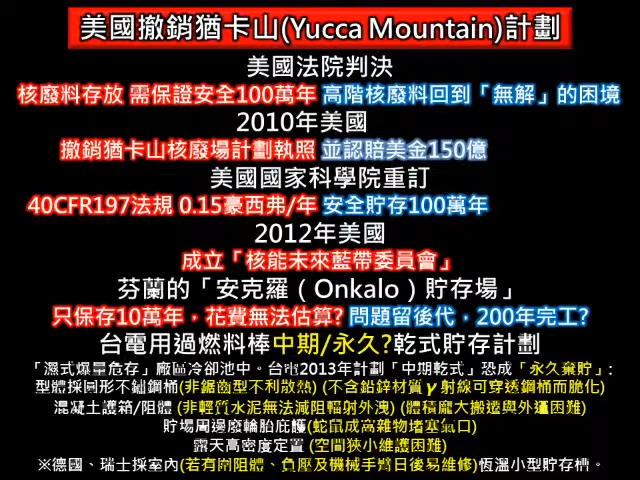 美國撤銷猶卡山(Yucca Mountain)計劃
美國法院判決
核廢料存放 需保證安全100萬年 高階核廢料回到「無解」的困境
2010年美國
撤銷猶卡山核廢場計劃執照 並認賠美金150億
美國國家科學院重訂
40CFR197法規 0.15豪西弗/年 安全貯存100萬年
2012年美國
成立「核能未來藍帶委員會」
芬蘭的「安克羅（Onkalo）貯存場」
只保存10萬年，花費無法估算? 問題留後代，200年完工?
台電用過燃料棒中期/永久?乾式貯存計劃
「濕式爆量危存」廠區冷卻池中。台電2013年計劃「中期乾式」恐成「永久棄貯」:
型體採圓形不鏽鋼桶(非鋸齒型不利散熱) (不含鉛鋅材質γ射線可穿透鋼桶而脆化)
混凝土護箱/阻體 (非輕質水泥無法減阻輻射外洩) (體積龐大搬遷與外運困難)
貯場周邊廢輪胎庇護(蛇鼠成窩雜物堵塞氣口)
露天高密度定置 (空間狹小維護困難)
※德國、瑞士採室內(若有圍阻體、負壓及機械手臂日後易維修)恆溫小型貯存槽。